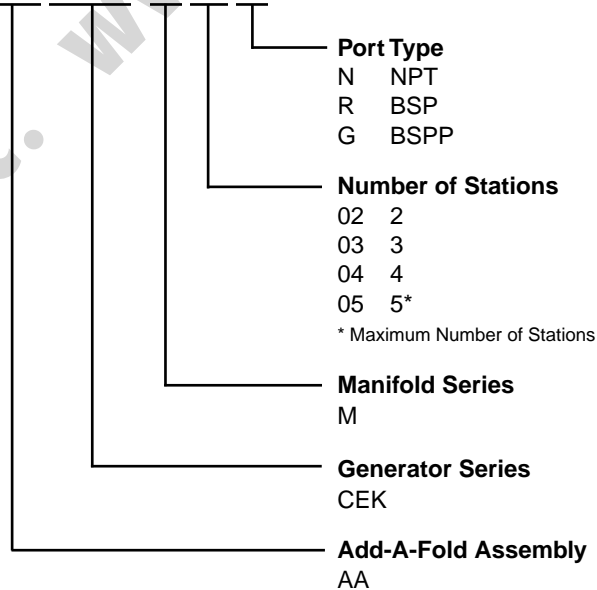 Port Type
N NPT
R BSP
G BSPP
Number of Stations
02 2
03 3
04 4
05 5*
* Maximum Number of Stations
Manifold Series
M
Generator Series
CEK
Add-A-Fold Assembly
AA